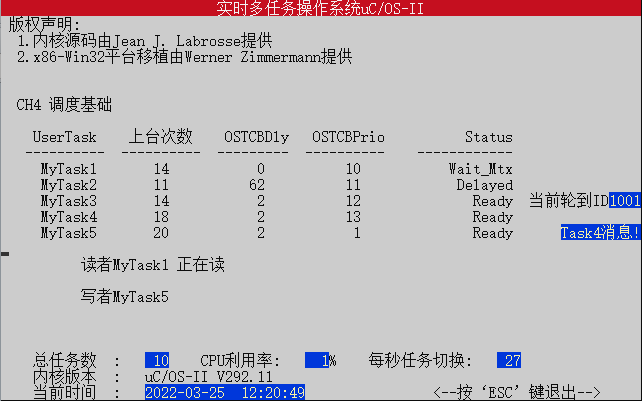 实时多任务操作系统uC/OS-II
版权声明:
1.内核源码由Jean J. Labrosse提供
2.x86-Win32平台移植由Werner Zimmermann提供
CH4 调度基础
UserTask 上台次数 OSTCBDly OSTCBPrio Status
---------- ---------- --------- --------- ------------
MyTask1 14 0 10 Wait_Mtx
MyTask2 11 62 11 Delayed
MyTask3 14 2 12 Ready 当前轮到ID1001
MyTask4 18 2 13 Ready
MyTask5 20 2 1 Ready Task4消息!
读者MyTask1 正在读
写者MyTask5
总任务数 : 10 CPU利用率: 1% 每秒任务切换: 27
内核版本 : uC/OS-II V292.11
当前时间 : 2022-03-25 12:20:49 <--按‘ESC’键退出-->